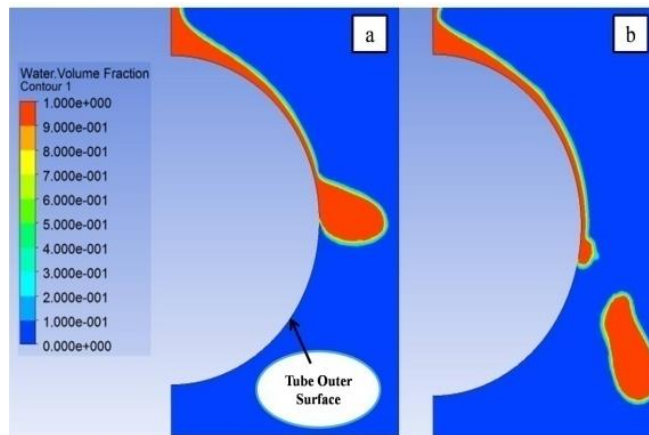 a
b
Water.Volume Fraction
Contour 1
1.000e+000
9.000e-001
8.000e-001
7.000e-001
6.000e-001
5.000e-001
4.000e-001
3.000e-001
2.000e-001
1.000e-001
0.000e+000
Tube Outer
Surface